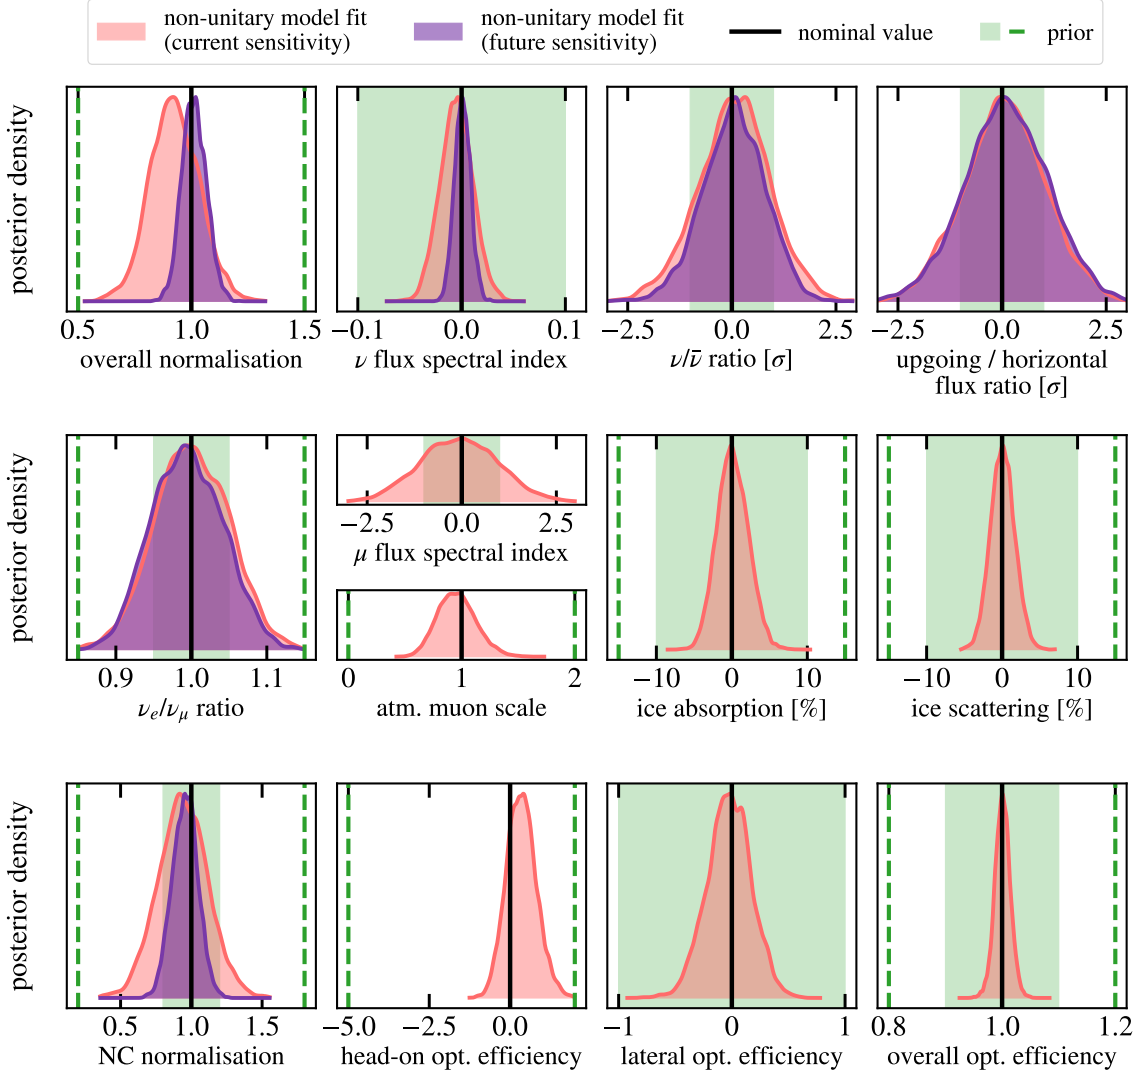 non-unitary model fit
(current sensitivity)
non-unitary model fit
(future sensitivity)
nominal value
prior
posterior density
0.5 1.0 1.5
overall normalisation
−0.1 0.0 0.1
ν flux spectral index
−2.5 0.0 2.5
ν/ν̄ ratio [σ]
−2.5 0.0 2.5
upgoing / horizontal
flux ratio [σ]
posterior density
0.9 1.0 1.1
νe/νμ ratio
−2.5 0.0 2.5
μ flux spectral index
0 1 2
atm. muon scale
−10 0 10
ice absorption [%]
−10 0 10
ice scattering [%]
posterior density
0.5 1.0 1.5
NC normalisation
−5.0 −2.5 0.0
head-on opt. efficiency
−1 0 1
lateral opt. efficiency
0.8 1.0 1.2
overall opt. efficiency